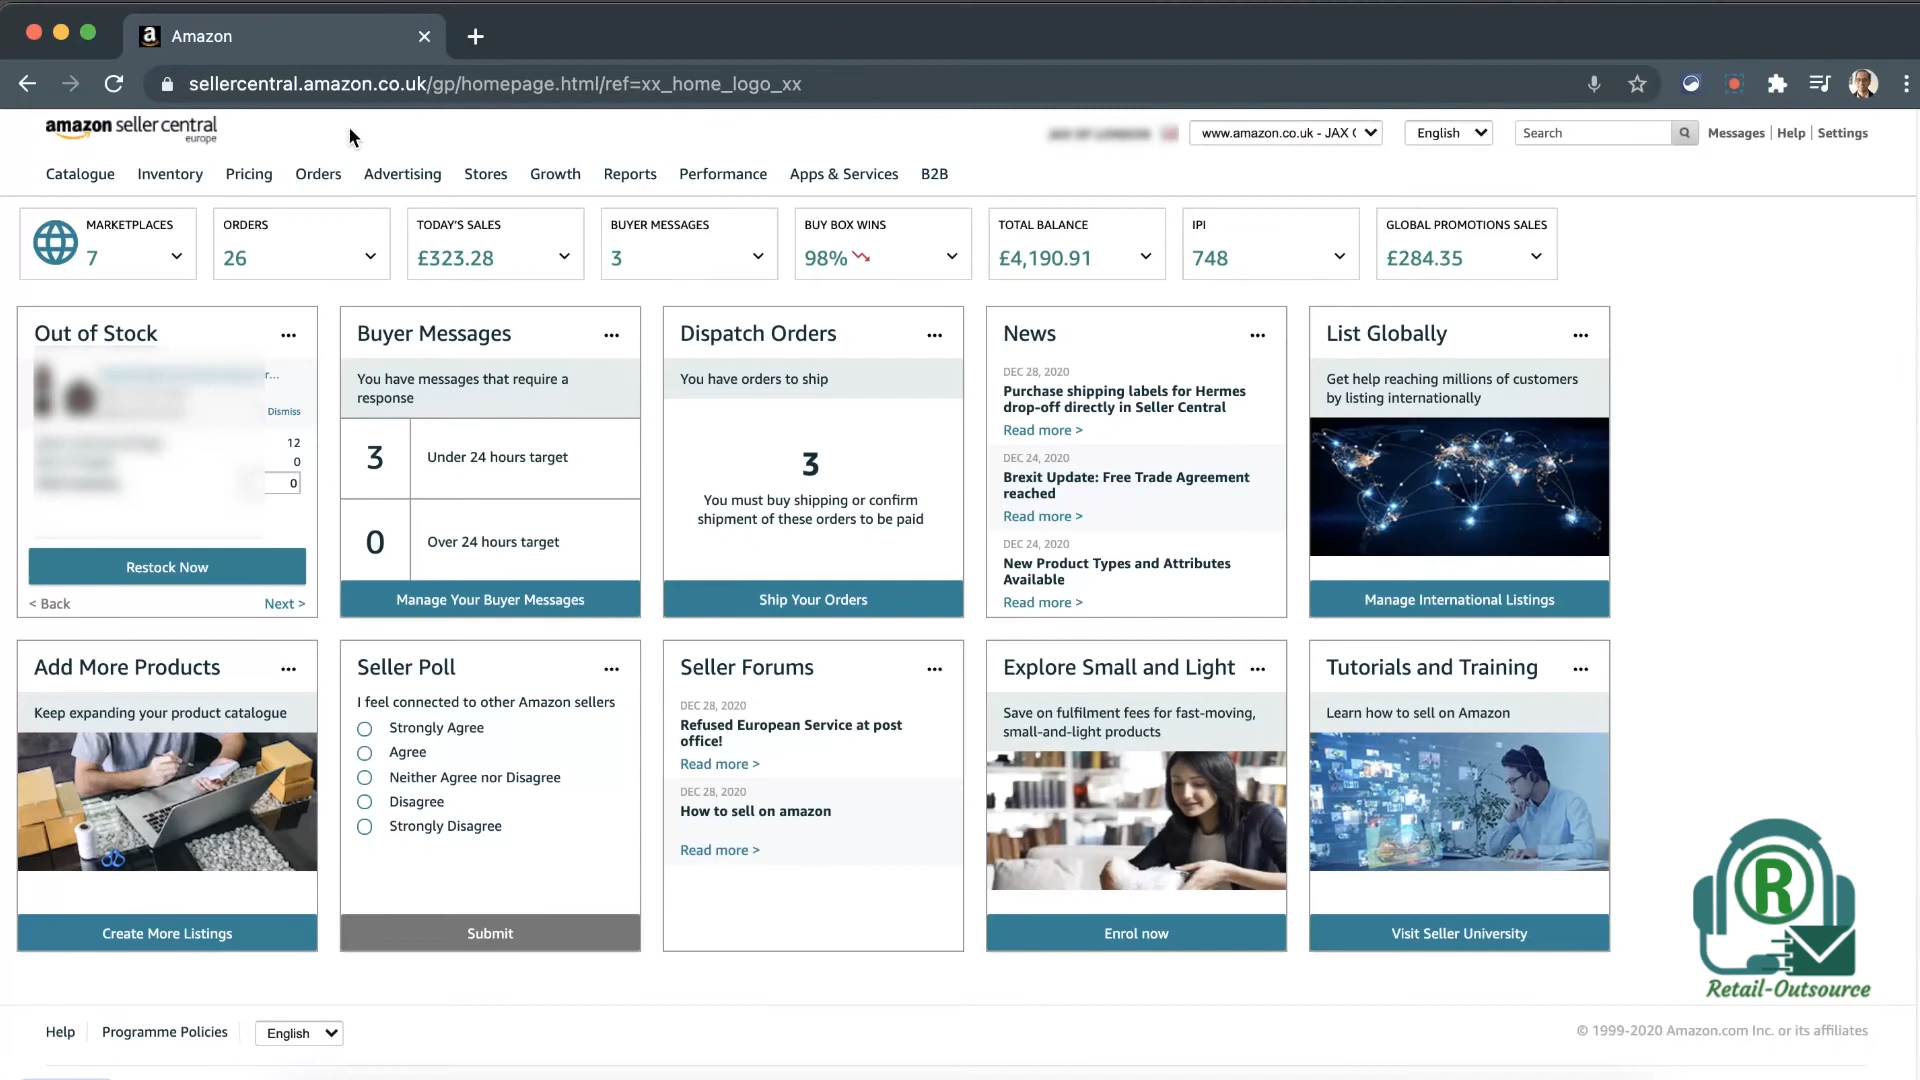 Amazon
sellercentral.amazon.co.uk/gp/homepage.html/ref=xx_home_logo_xx
amazon seller central
europe
www.amazon.co.uk - JAX
English
Search
Messages | Help | Settings
Catalogue Inventory Pricing Orders Advertising Stores Growth Reports Performance Apps & Services B2B
MARKETPLACES
7
ORDERS
26
TODAY'S SALES
£323.28
BUYER MESSAGES
3
BUY BOX WINS
98%
TOTAL BALANCE
£4,190.91
IPI
748
GLOBAL PROMOTIONS SALES
£284.35
Out of Stock
r...
Dismiss
12
0
0
Restock Now
< Back Next >
Buyer Messages
You have messages that require a
response
3 Under 24 hours target
0 Over 24 hours target
Manage Your Buyer Messages
Dispatch Orders
You have orders to ship
3
You must buy shipping or confirm
shipment of these orders to be paid
Ship Your Orders
News
DEC 28, 2020
Purchase shipping labels for Hermes
drop-off directly in Seller Central
Read more >
DEC 24, 2020
Brexit Update: Free Trade Agreement
reached
Read more >
DEC 24, 2020
New Product Types and Attributes
Available
Read more >
List Globally
Get help reaching millions of customers
by listing internationally
Manage International Listings
Add More Products
Keep expanding your product catalogue
Create More Listings
Seller Poll
I feel connected to other Amazon sellers
Strongly Agree
Agree
Neither Agree nor Disagree
Disagree
Strongly Disagree
Submit
Seller Forums
DEC 28, 2020
Refused European Service at post
office!
Read more >
DEC 28, 2020
How to sell on amazon
Read more >
Explore Small and Light
Save on fulfilment fees for fast-moving,
small-and-light products
Enrol now
Tutorials and Training
Learn how to sell on Amazon
Visit Seller University
R
Retail-Outsource
Help
Programme Policies
English
© 1999-2020 Amazon.com Inc. or its affiliates